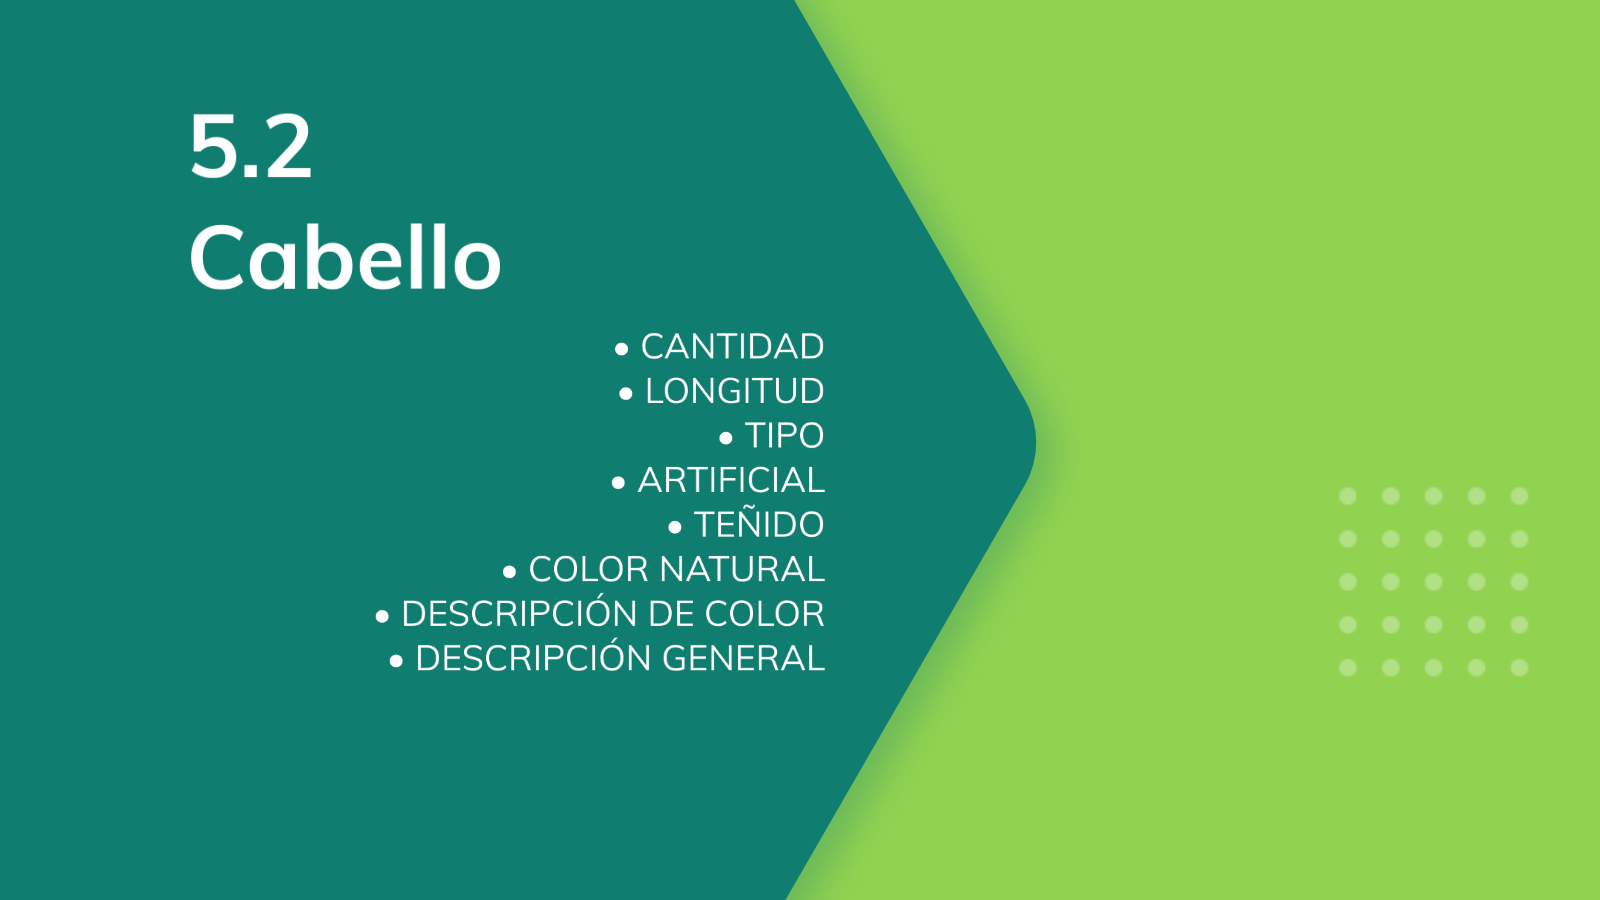 5.2
Cabello
• CANTIDAD
• LONGITUD
• TIPO
• ARTIFICIAL
• TEÑIDO
• COLOR NATURAL
• DESCRIPCIÓN DE COLOR
• DESCRIPCIÓN GENERAL